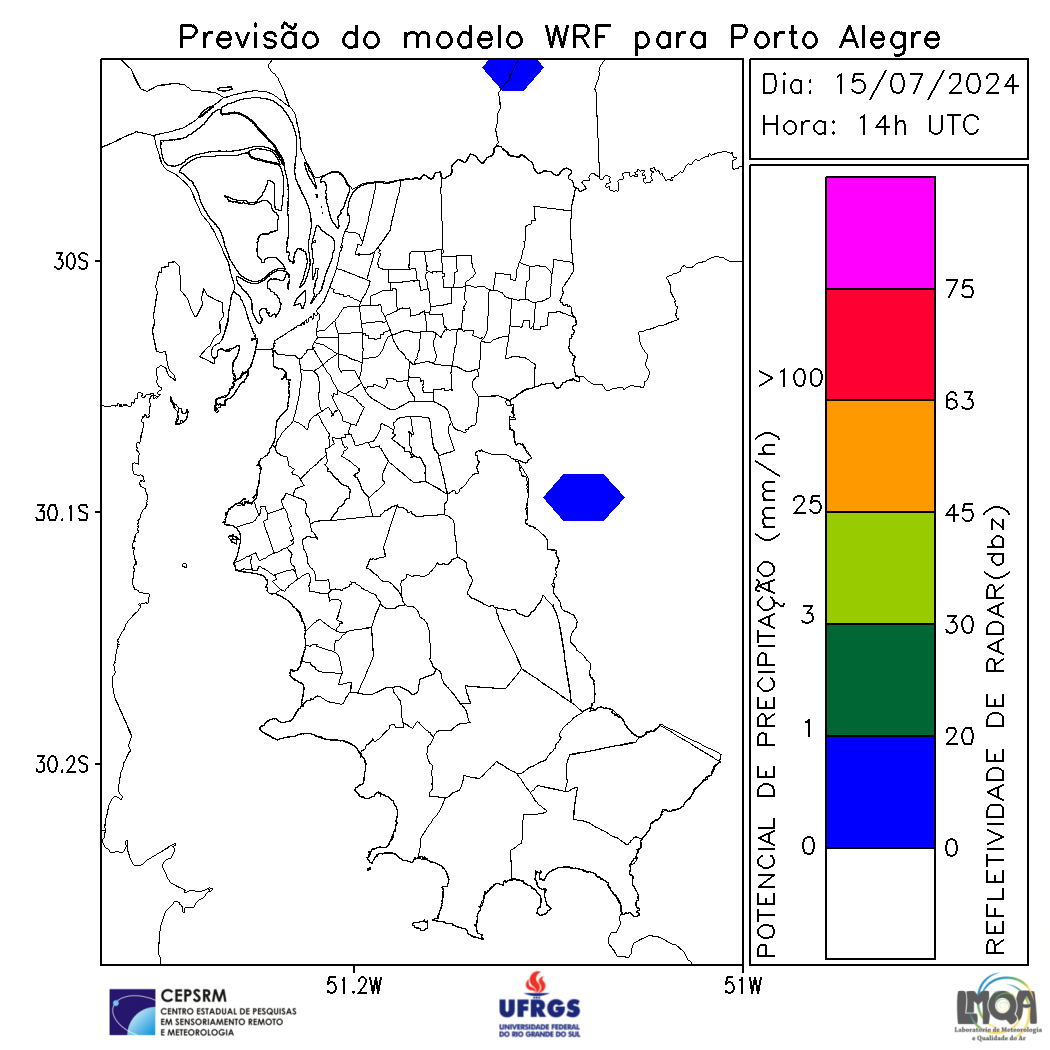 Previsão do modelo WRF para Porto Alegre
Dia: 15/07/2024
Hora: 14h UTC
30S
30.1S
30.2S
51.2W
51W
POTENCIAL DE PRECIPITAÇÃO (mm/h)
>100
25
3
1
0
75
63
45
30
20
0
REFLETIVIDADE DE RADAR(dbz)
CEPSRM
CENTRO ESTADUAL DE PESQUISAS
EM SENSORIAMENTO REMOTO
E METEOROLOGIA
UFRGS
UNIVERSIDADE FEDERAL
DO RIO GRANDE DO SUL
LMQA
Laboratório de Meteorologia
e Qualidade do Ar